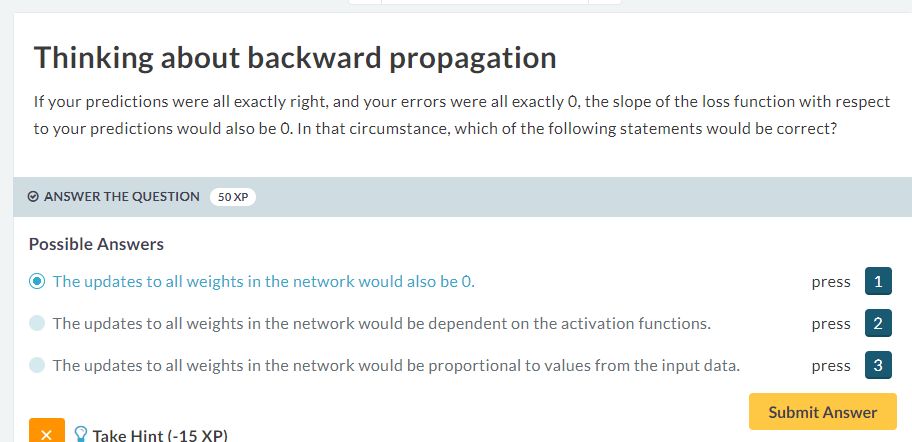 Thinking about backward propagation
If your predictions were all exactly right, and your errors were all exactly 0, the slope of the loss function with respect
to your predictions would also be 0. In that circumstance, which of the following statements would be correct?
ANSWER THE QUESTION 50 XP
Possible Answers
The updates to all weights in the network would also be 0. press 1
The updates to all weights in the network would be dependent on the activation functions. press 2
The updates to all weights in the network would be proportional to values from the input data. press 3
Submit Answer
Take Hint (-15 XP)